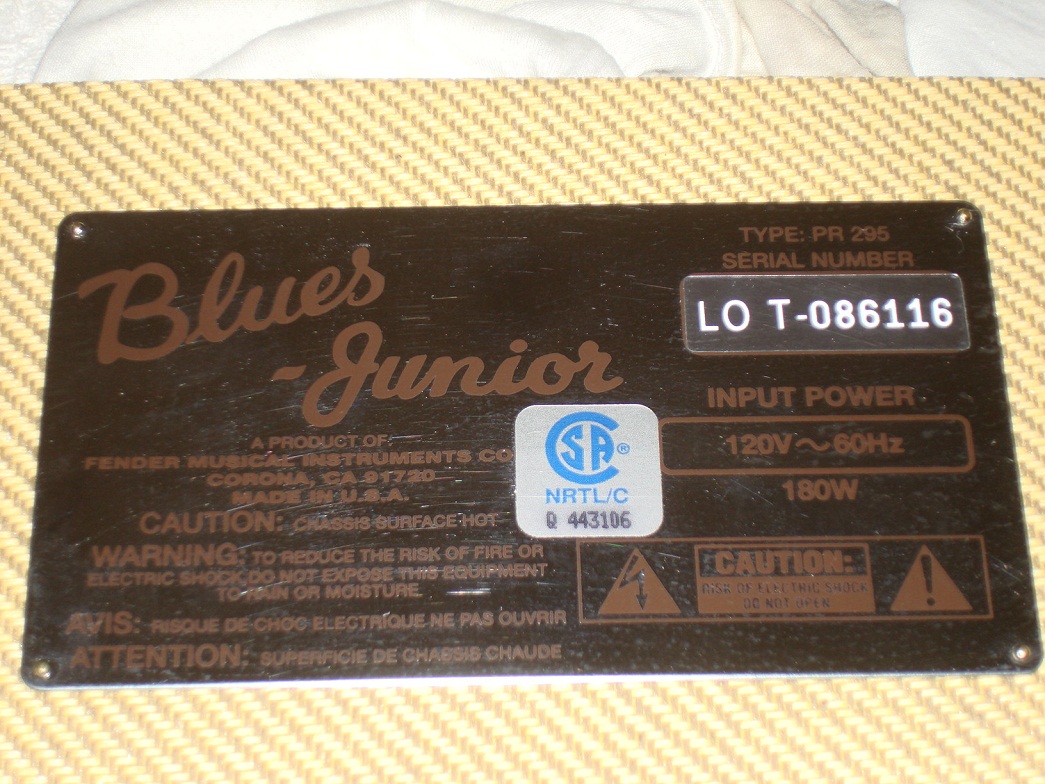 Blues
Junior
A PRODUCT OF:
FENDER MUSICAL INSTRUMENTS CO
CORONA, CA 91720
MADE IN U.S.A.
CAUTION: CHASSIS SURFACE HOT
WARNING: TO REDUCE THE RISK OF FIRE OR
ELECTRIC SHOCK, DO NOT EXPOSE THIS EQUIPMENT
TO RAIN OR MOISTURE
AVIS: RISQUE DE CHOC ELECTRIQUE NE PAS OUVRIR
ATTENTION: SUPERFICIE DE CHASSIS CHAUDE
TYPE: PR 295
SERIAL NUMBER
LO T-086116
INPUT POWER
120V~60Hz
180W
CSA ®
NRTL/C
Q 443106
CAUTION:
RISK OF ELECTRIC SHOCK
DO NOT OPEN